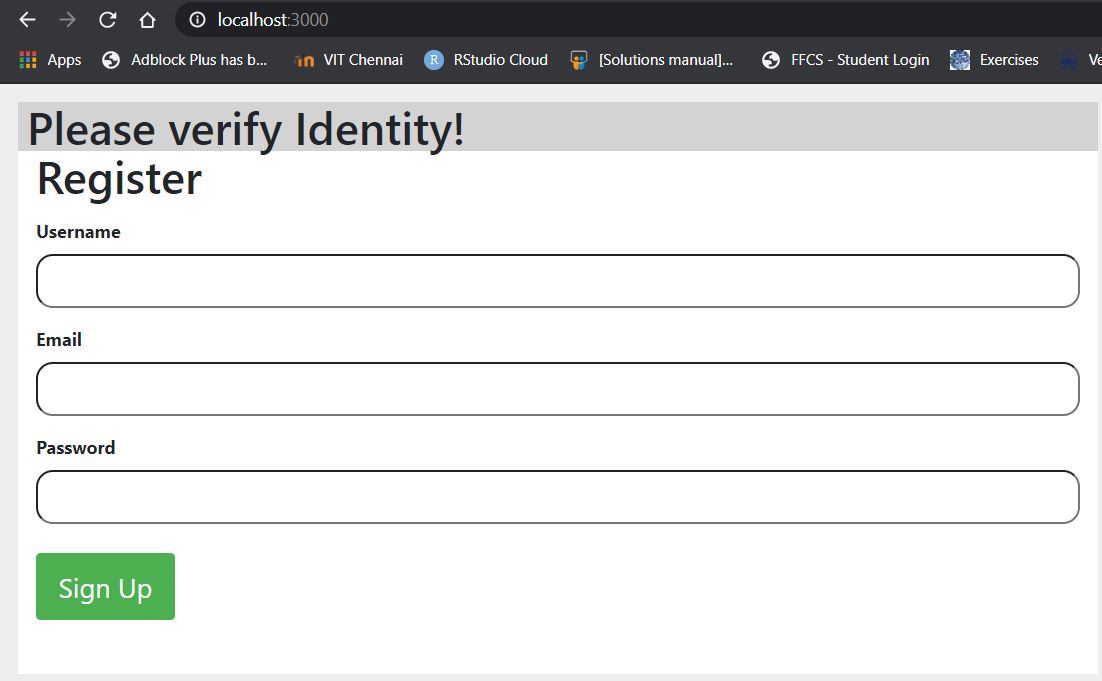 localhost:3000
Apps Adblock Plus has b... VIT Chennai R RStudio Cloud [Solutions manual]... FFCS - Student Login Exercises Ve
Please verify Identity!
Register
Username
Email
Password
Sign Up